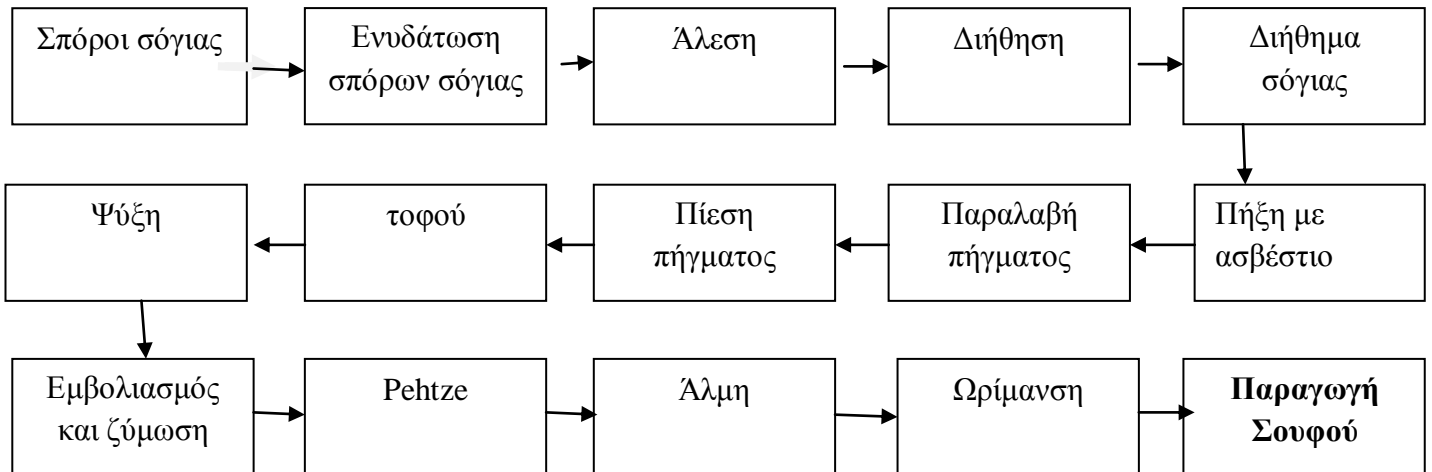 Σπόροι σόγιας
Ενυδάτωση
σπόρων σόγιας
Άλεση
Διήθηση
Διήθημα
σόγιας
Πήξη με
ασβέστιο
Παραλαβή
πήγματος
Πίεση
πήγματος
τοφού
Ψύξη
Εμβολιασμός
και ζύμωση
Pehtze
Άλμη
Ωρίμανση
Παραγωγή
Σουφού